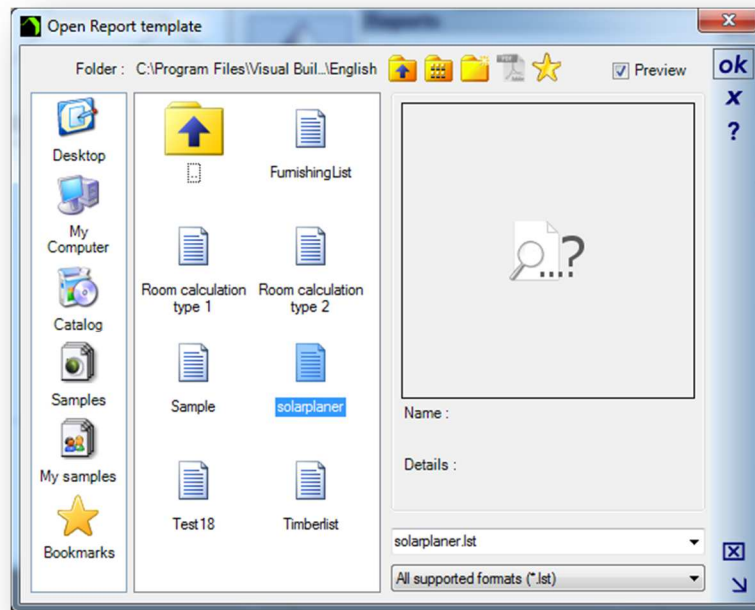 Reports
Open Report template
x
Folder : C:\Program Files\Visual Buil...\English
PDF
Preview
ok
x
?
Desktop
My
Computer
Catalog
Samples
My samples
Bookmarks
..
FurnishingList
Room calculation
type 1
Room calculation
type 2
Sample
solarplaner
Test18
Timberlist
...?
Name :
Details :
solarplaner.lst
All supported formats (*.lst)